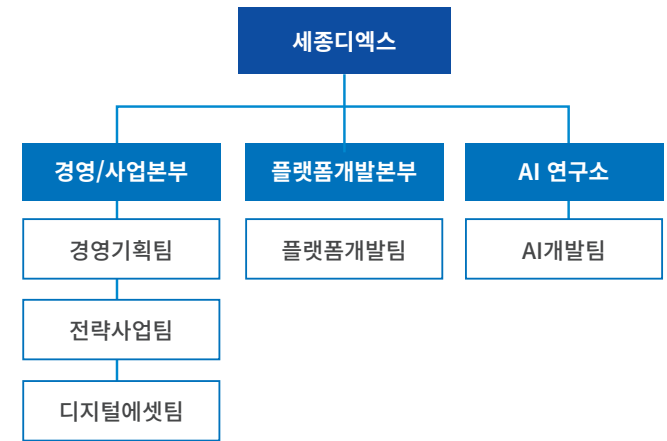 세종디엑스
경영/사업본부
플랫폼개발본부
AI 연구소
경영기획팀
플랫폼개발팀
AI개발팀
전략사업팀
디지털에셋팀